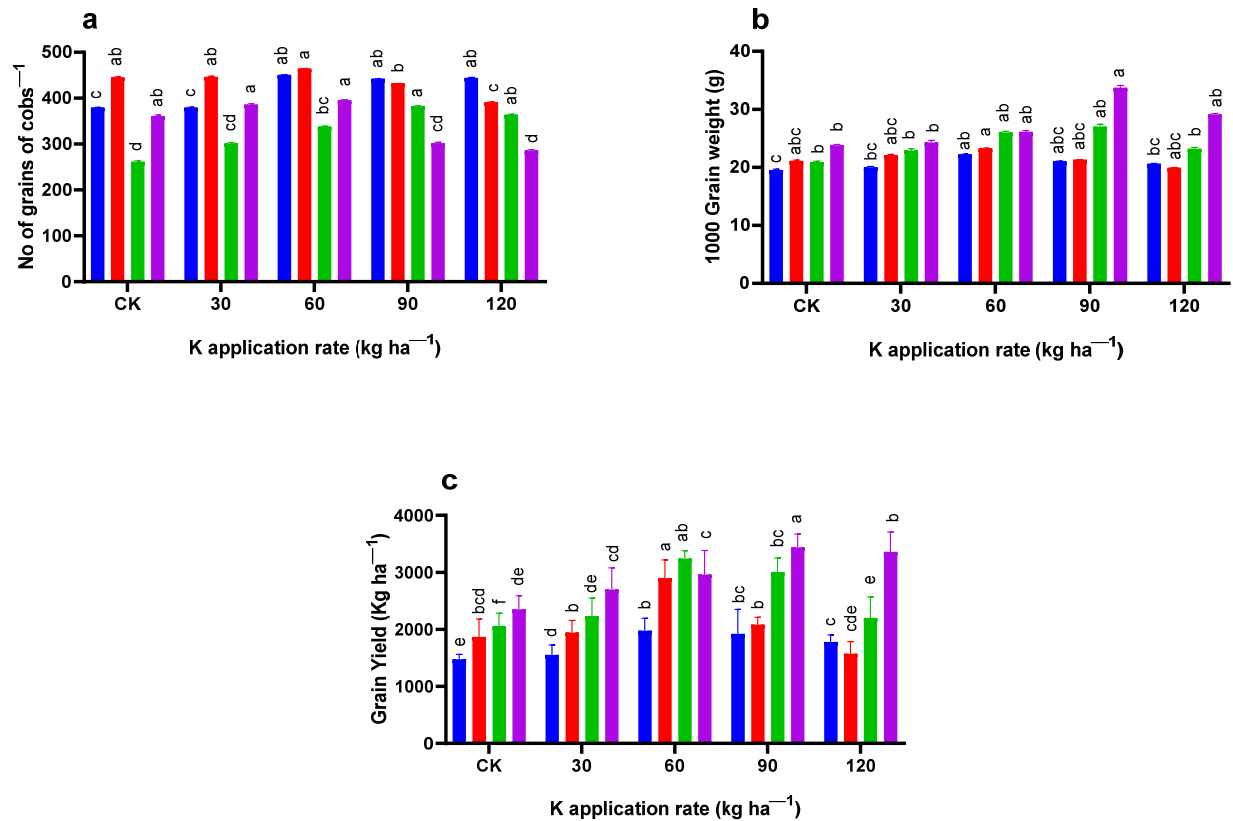 a
No of grains of cobs—1
500
400
300
200
100
0
c ab d ab
c ab cd a
ab a bc a
ab b a cd
ab c ab d
CK 30 60 90 120
K application rate (kg ha—1)
b
1000 Grain weight (g)
40
30
20
10
0
c abc b b
bc abc b b
ab a ab ab
abc abc ab a
bc abc b ab
CK 30 60 90 120
K application rate (kg ha—1)
c
Grain Yield (Kg ha—1)
4000
3000
2000
1000
0
e bcd f de
d b de cd
b a ab c
bc b bc a
c cde e b
CK 30 60 90 120
K application rate (kg ha—1)